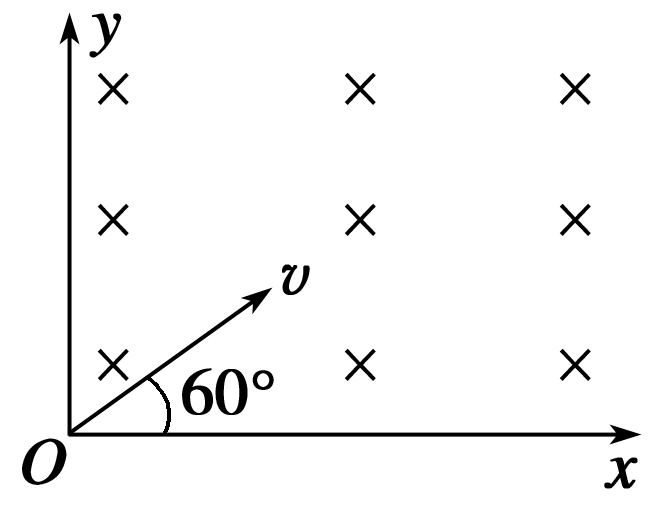 y
× × ×
× × ×
v
× × ×
60°
O
x